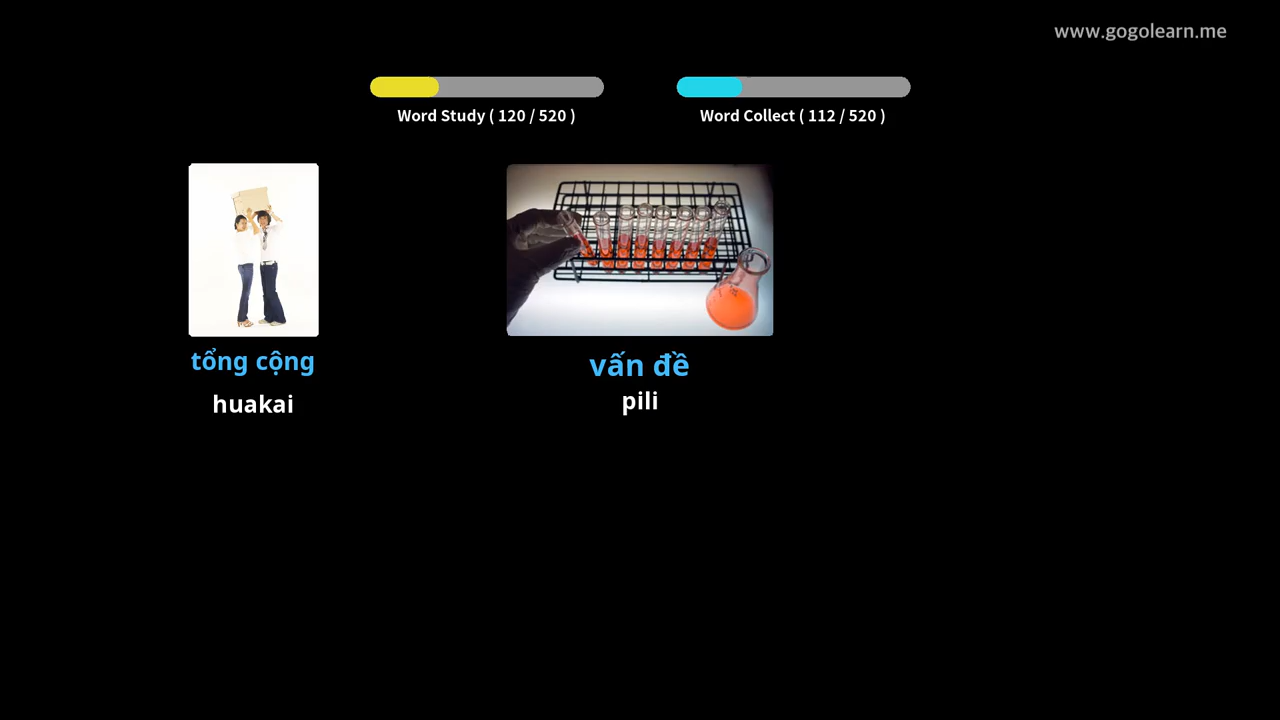 www.gogolearn.me
Word Study ( 120 / 520 )
Word Collect ( 112 / 520 )
tổng cộng
huakai
vấn đề
pili